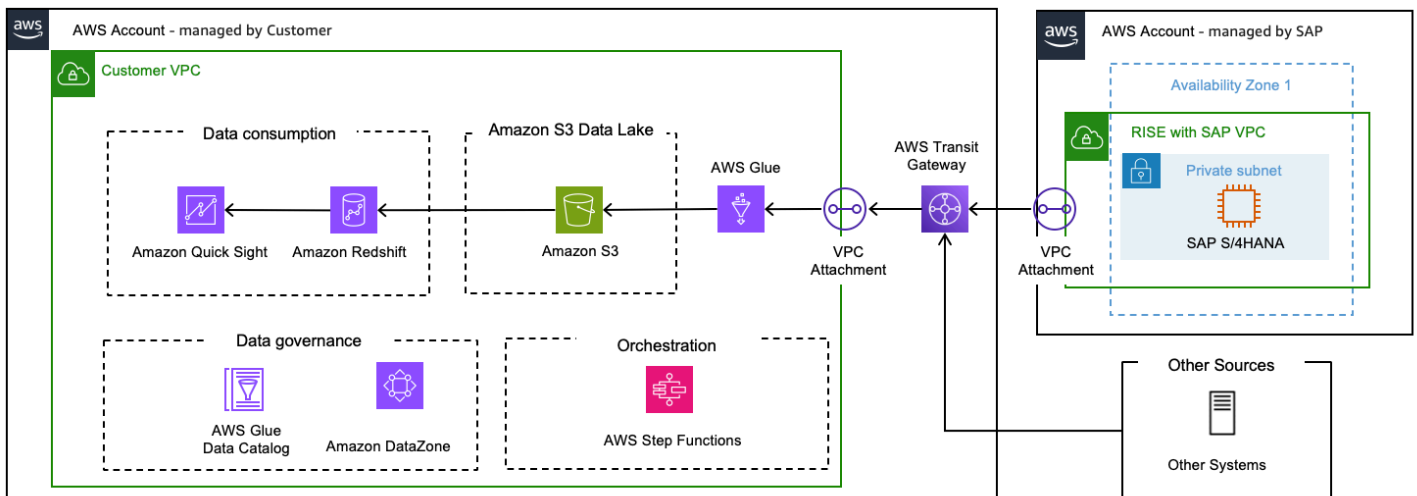 aws
AWS Account - managed by Customer
Customer VPC
Data consumption
Amazon Quick Sight
Amazon Redshift
Amazon S3 Data Lake
Amazon S3
AWS Glue
VPC
Attachment
AWS Transit
Gateway
aws
AWS Account - managed by SAP
Availability Zone 1
RISE with SAP VPC
Private subnet
SAP S/4HANA
VPC
Attachment
Data governance
AWS Glue
Data Catalog
Amazon DataZone
Orchestration
AWS Step Functions
Other Sources
Other Systems